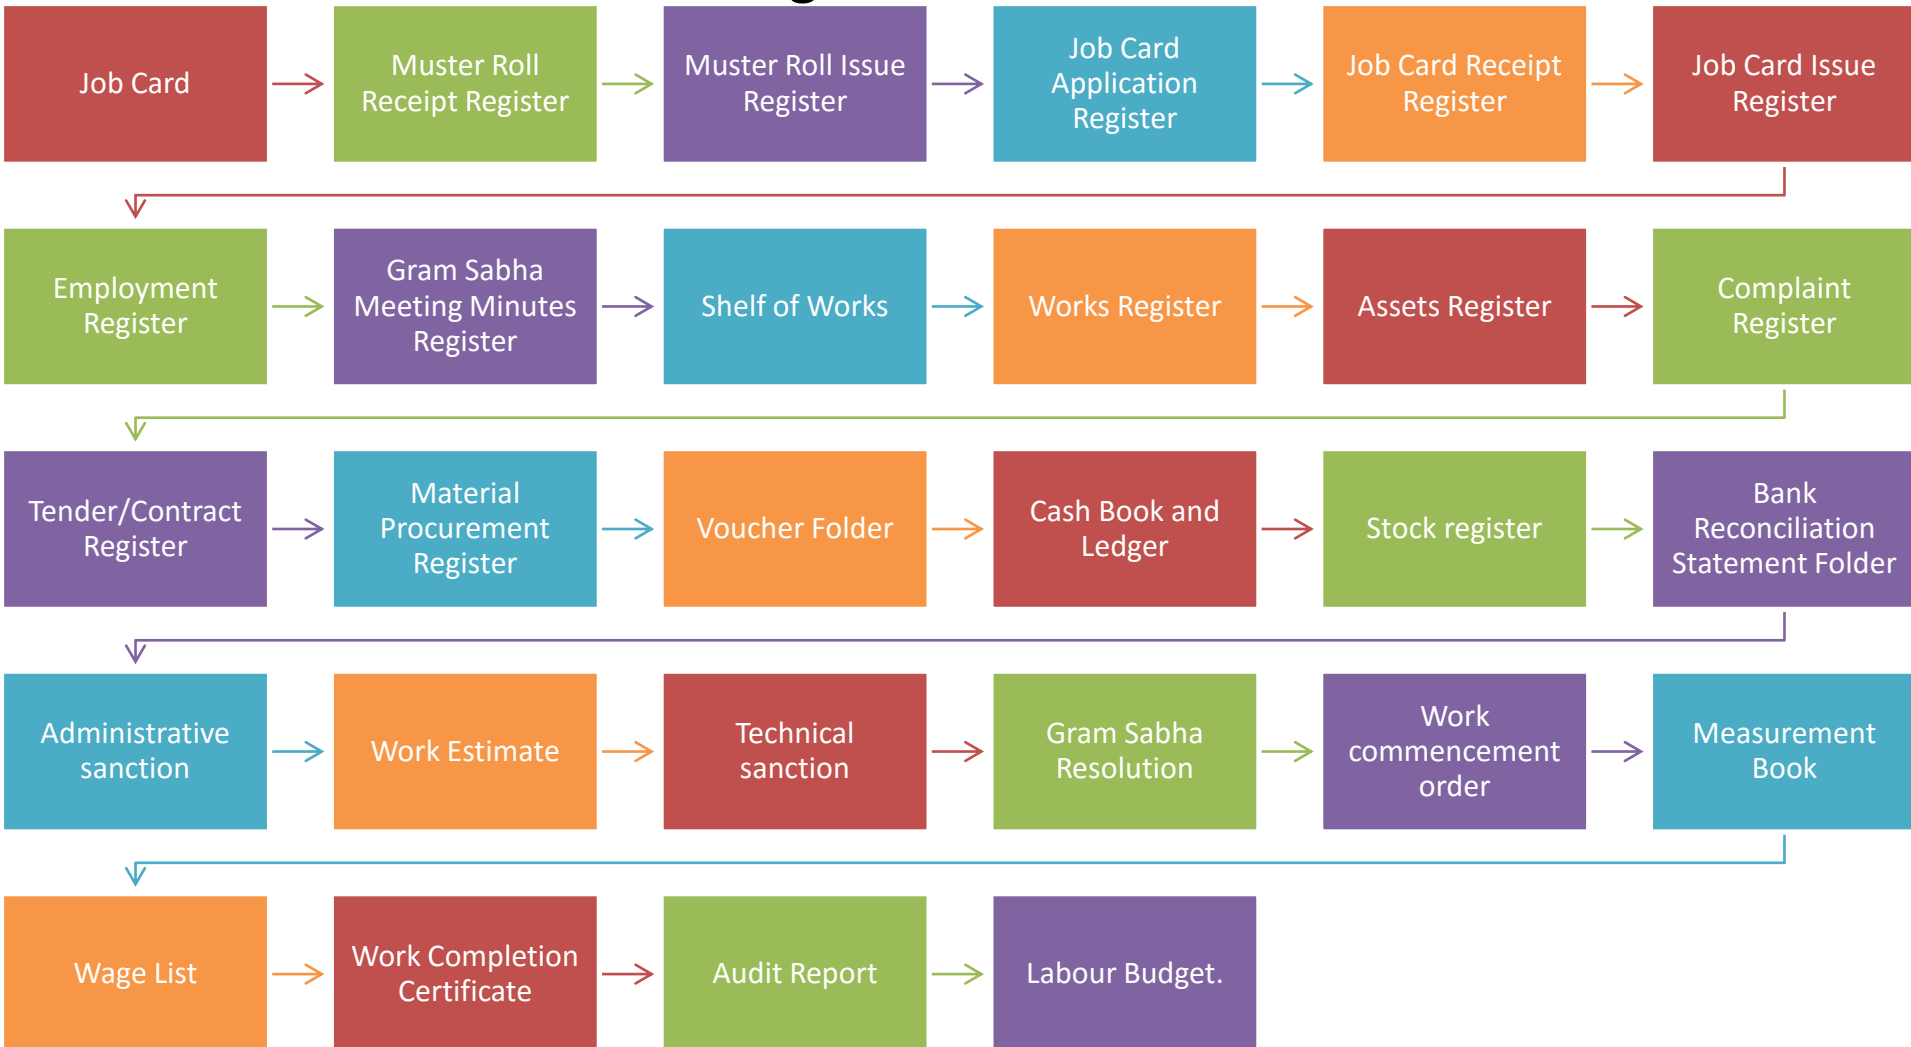 Job Card
Muster Roll
Receipt Register
Muster Roll Issue
Register
Job Card
Application
Register
Job Card Receipt
Register
Job Card Issue
Register
Employment
Register
Gram Sabha
Meeting Minutes
Register
Shelf of Works
Works Register
Assets Register
Complaint
Register
Tender/Contract
Register
Material
Procurement
Register
Voucher Folder
Cash Book and
Ledger
Stock register
Bank
Reconciliation
Statement Folder
Administrative
sanction
Work Estimate
Technical
sanction
Gram Sabha
Resolution
Work
commencement
order
Measurement
Book
Wage List
Work Completion
Certificate
Audit Report
Labour Budget.